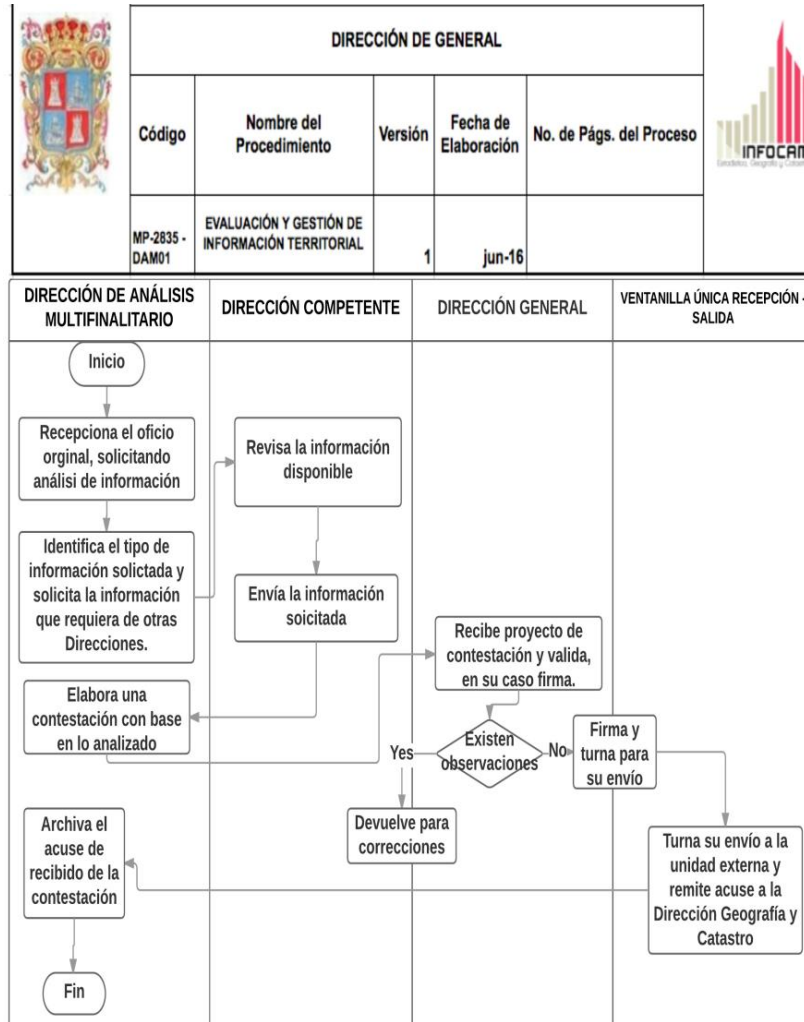 DIRECCIÓN DE GENERAL
Código
Nombre del
Procedimiento
Versión
Fecha de
Elaboración
No. de Págs. del Proceso
INFOCAM
Estadística, Geografía y Catastro
MP-2835 -
DAM01
EVALUACIÓN Y GESTIÓN DE
INFORMACIÓN TERRITORIAL
1
jun-16
DIRECCIÓN DE ANÁLISIS
MULTIFINALITARIO
DIRECCIÓN COMPETENTE
DIRECCIÓN GENERAL
VENTANILLA ÚNICA RECEPCIÓN -
SALIDA
Inicio
Recepciona el oficio
orginal, solicitando
análisi de información
Revisa la información
disponible
Identifica el tipo de
información solictada y
solicita la información
que requiera de otras
Direcciones.
Envía la información
soicitada
Recibe proyecto de
contestación y valida,
en su caso firma.
Elabora una
contestación con base
en lo analizado
Existen
observaciones
Yes
No
Firma y
turna para
su envío
Devuelve para
correcciones
Archiva el
acuse de
recibido de la
contestación
Turna su envío a la
unidad externa y
remite acuse a la
Dirección Geografía y
Catastro
Fin